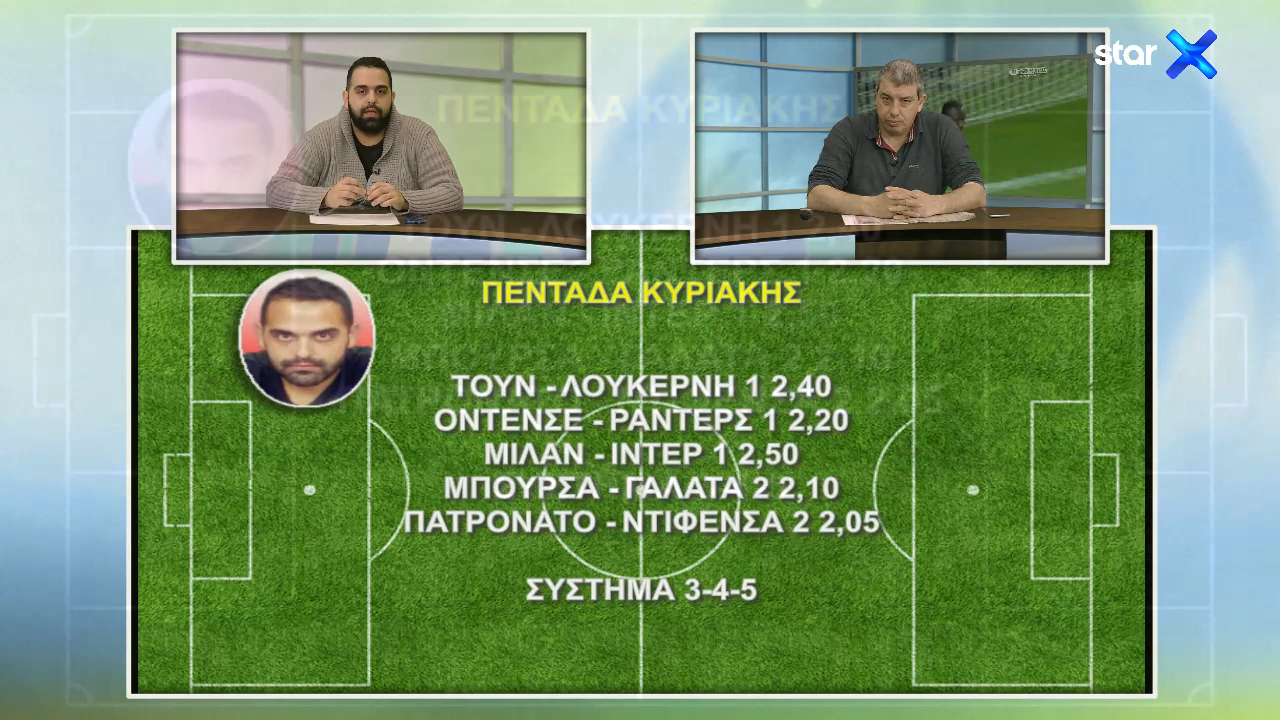 star X
ΠΕΝΤΑΔΑ ΚΥΡΙΑΚΗΣ
ΤΟΥΝ - ΛΟΥΚΕΡΝΗ 1 2,40
ΟΝΤΕΝΣΕ - ΡΑΝΤΕΡΣ 1 2,20
ΜΙΛΑΝ - ΙΝΤΕΡ 1 2,50
ΜΠΟΥΡΣΑ - ΓΑΛΑΤΑ 2 2,10
ΠΑΤΡΟΝΑΤΟ - ΝΤΙΦΕΝΣΑ 2 2,05
ΣΥΣΤΗΜΑ 3-4-5